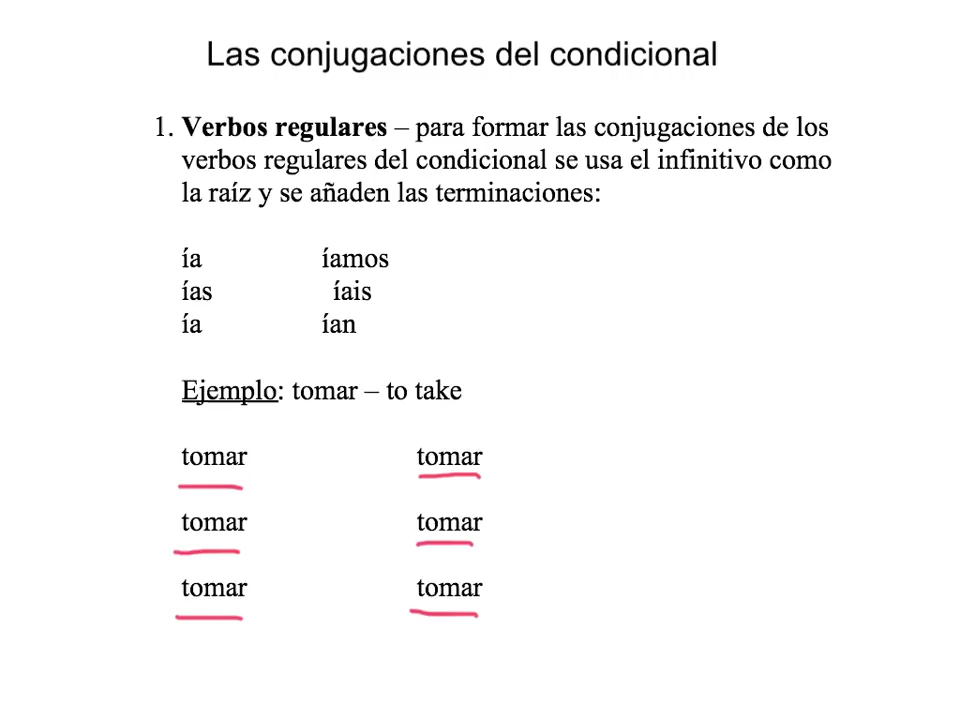 Las conjugaciones del condicional
1. Verbos regulares – para formar las conjugaciones de los
verbos regulares del condicional se usa el infinitivo como
la raíz y se añaden las terminaciones:
ía íamos
ías íais
ía ían
Ejemplo: tomar – to take
tomar tomar
tomar tomar
tomar tomar